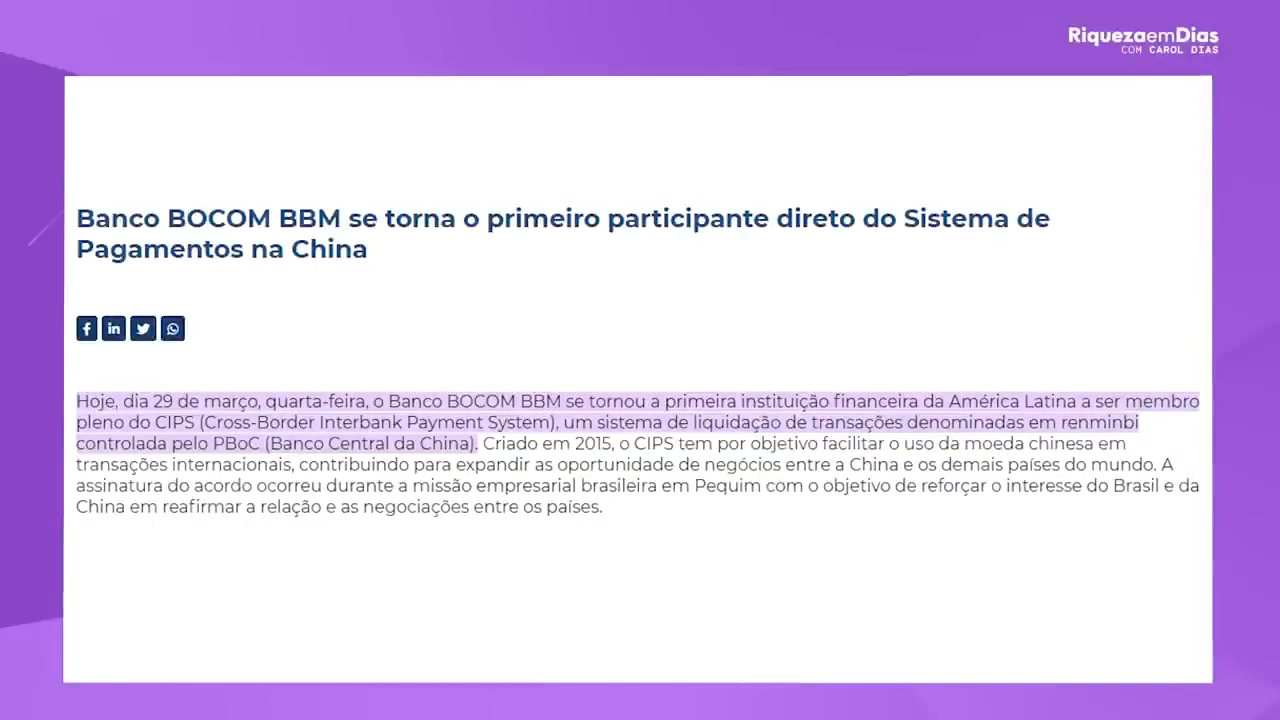 RiquezaemDias
COM CAROL DIAS
Banco BOCOM BBM se torna o primeiro participante direto do Sistema de
Pagamentos na China
Hoje, dia 29 de março, quarta-feira, o Banco BOCOM BBM se tornou a primeira instituição financeira da América Latina a ser membro
pleno do CIPS (Cross-Border Interbank Payment System), um sistema de liquidação de transações denominadas em renminbi
controlada pelo PBoC (Banco Central da China). Criado em 2015, o CIPS tem por objetivo facilitar o uso da moeda chinesa em
transações internacionais, contribuindo para expandir as oportunidade de negócios entre a China e os demais países do mundo. A
assinatura do acordo ocorreu durante a missão empresarial brasileira em Pequim com o objetivo de reforçar o interesse do Brasil e da
China em reafirmar a relação e as negociações entre os países.